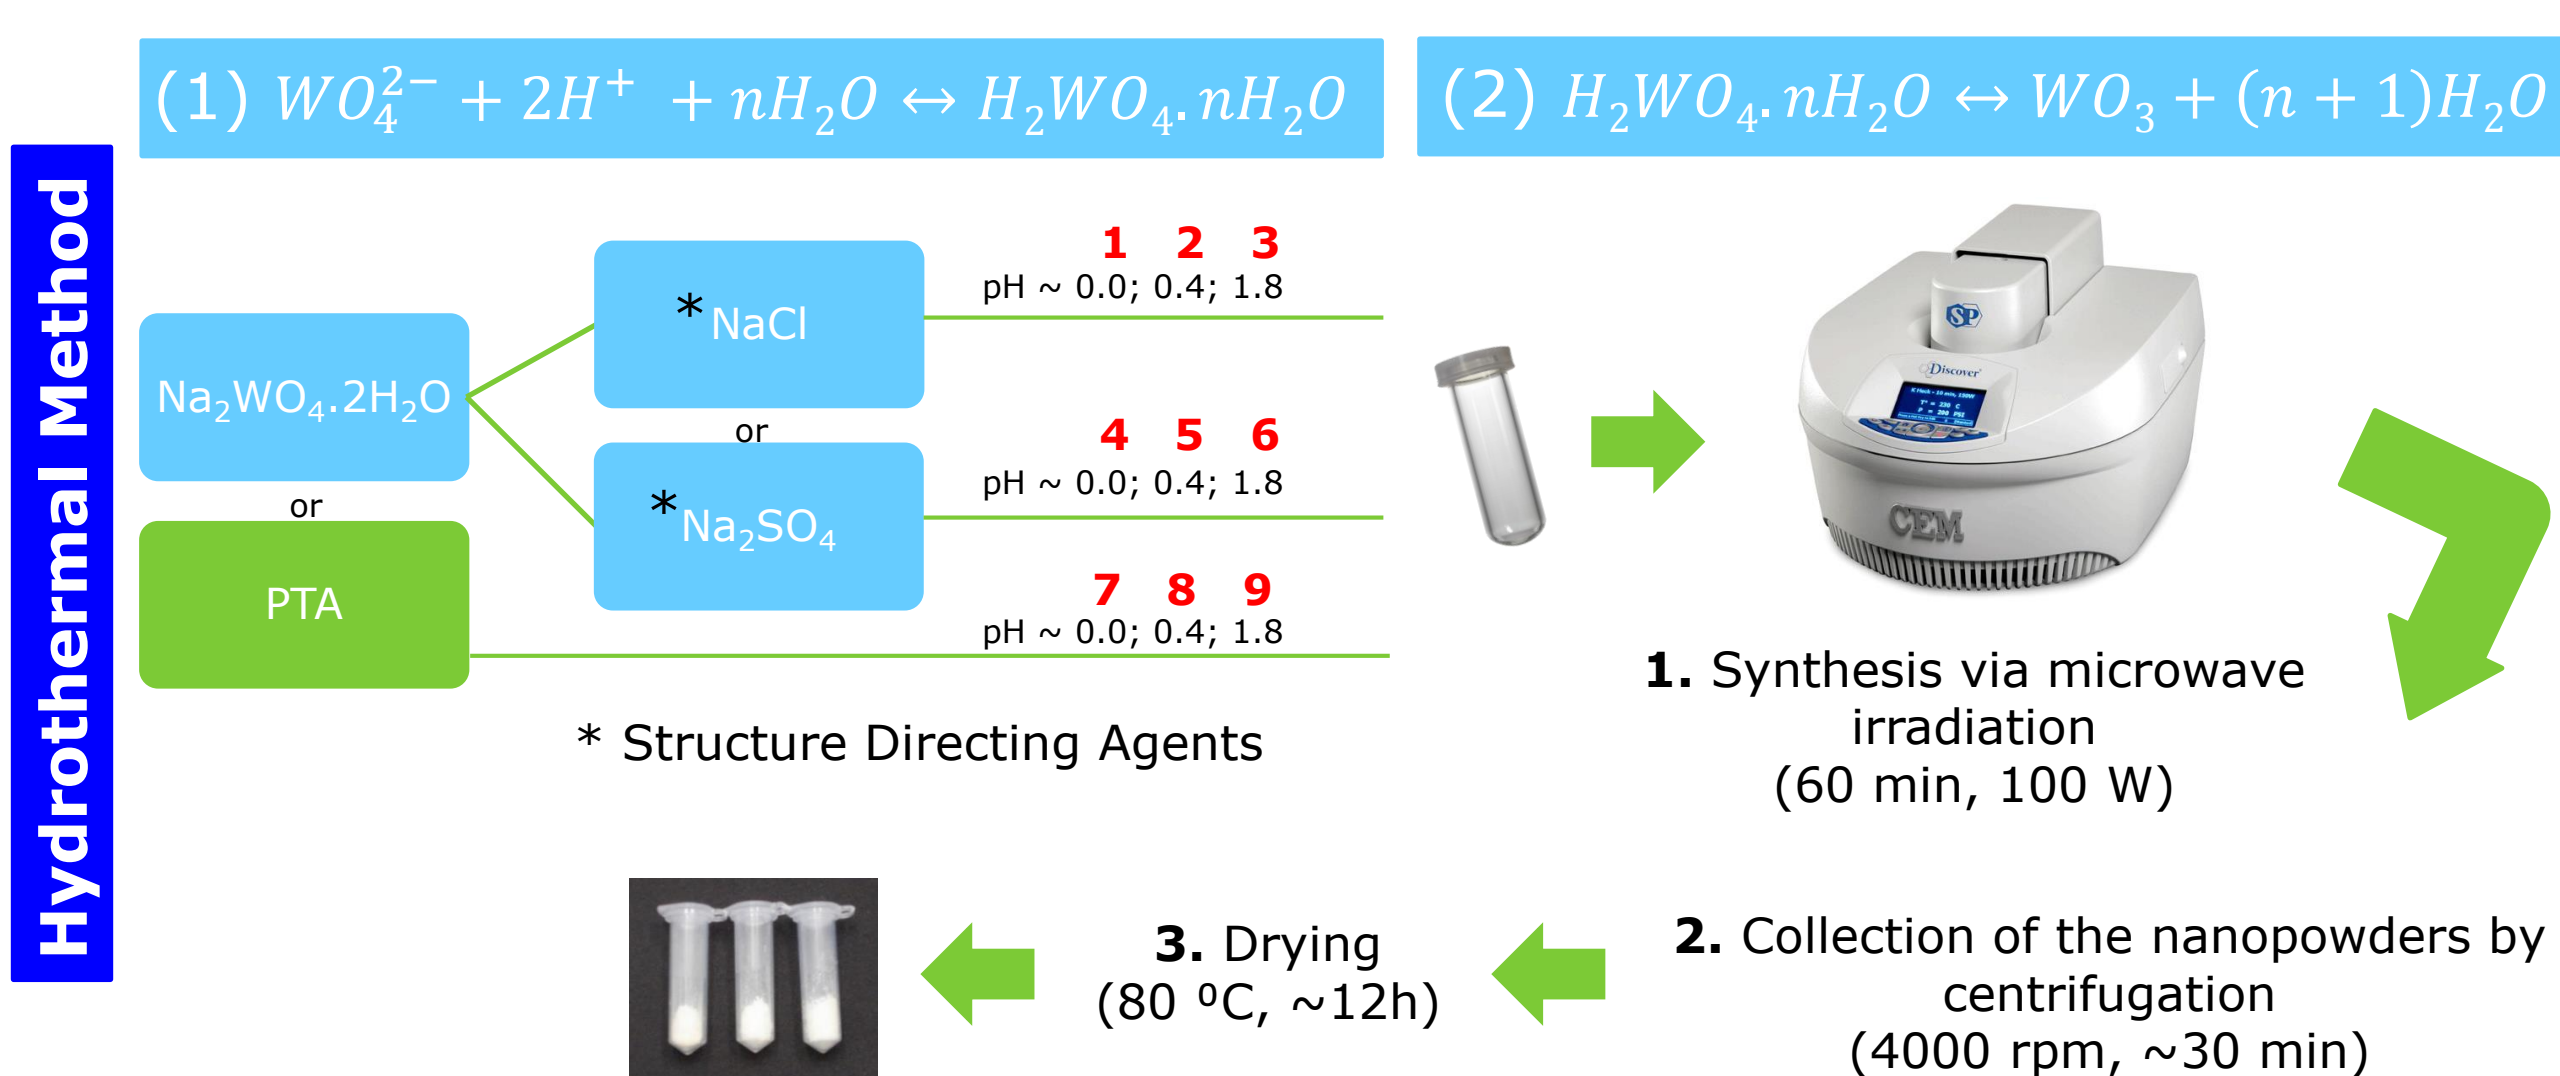 (1) WO₄²⁻ + 2H⁺ + nH₂O ↔ H₂WO₄.nH₂O
(2) H₂WO₄.nH₂O ↔ WO₃ + (n + 1)H₂O
Hydrothermal Method
Na₂WO₄.2H₂O
or
PTA
*NaCl
or
*Na₂SO₄
1 2 3
pH ~ 0.0; 0.4; 1.8
4 5 6
pH ~ 0.0; 0.4; 1.8
7 8 9
pH ~ 0.0; 0.4; 1.8
* Structure Directing Agents
SP
Discover
CEM
1. Synthesis via microwave
irradiation
(60 min, 100 W)
2. Collection of the nanopowders by
centrifugation
(4000 rpm, ~30 min)
3. Drying
(80 ºC, ~12h)